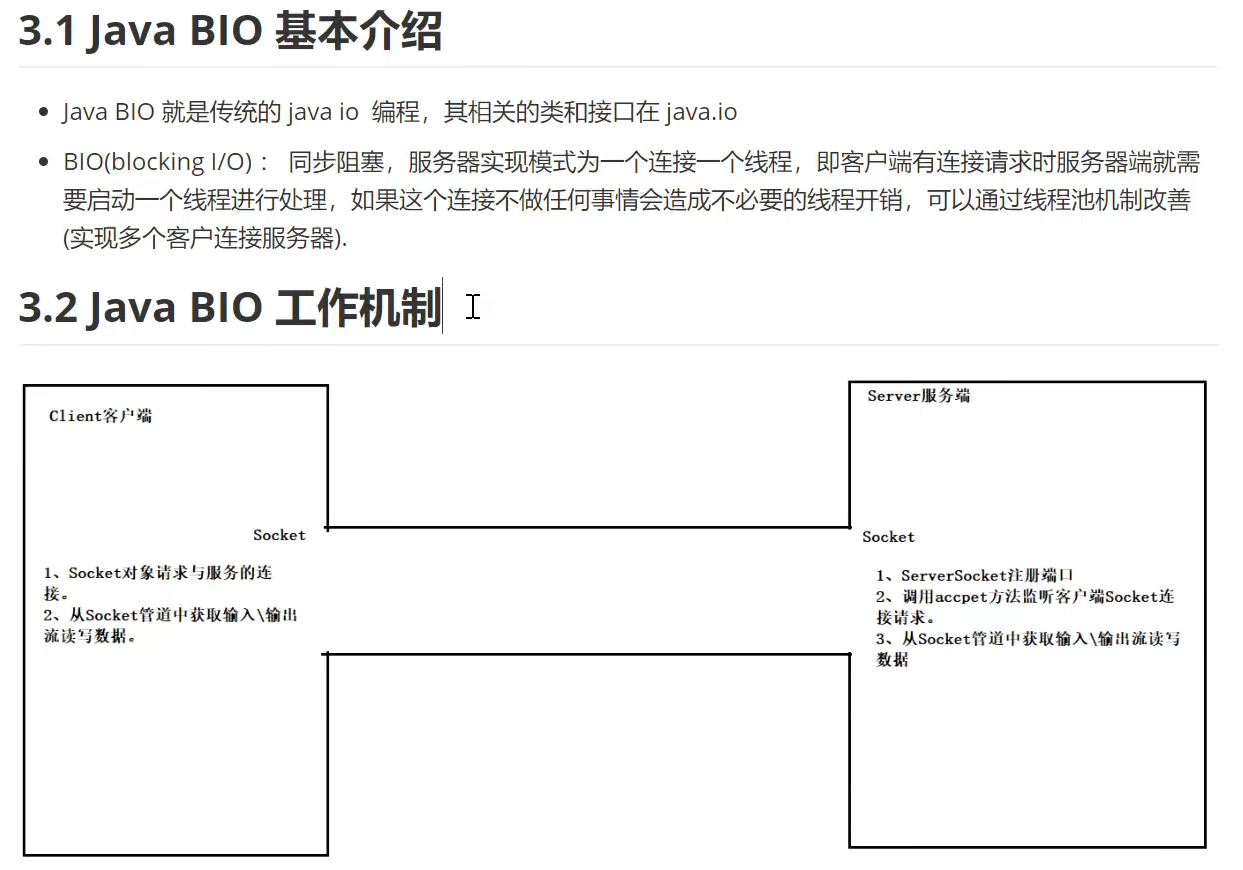 3.1 Java BIO 基本介绍
Java BIO 就是传统的 java io 编程，其相关的类和接口在 java.io
BIO(blocking I/O) ： 同步阻塞，服务器实现模式为一个连接一个线程，即客户端有连接请求时服务器端就需
要启动一个线程进行处理，如果这个连接不做任何事情会造成不必要的线程开销，可以通过线程池机制改善
(实现多个客户连接服务器).
3.2 Java BIO 工作机制
Client客户端
Socket
1、Socket对象请求与服务的连
接。
2、从Socket管道中获取输入\输出
流读写数据。
Server服务端
Socket
1、ServerSocket注册端口
2、调用accpet方法监听客户端Socket连
接请求。
3、从Socket管道中获取输入\输出流读写
数据